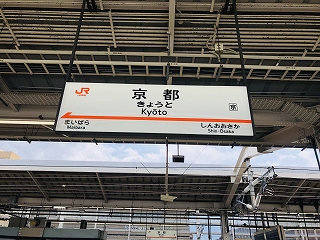 JR
京都
きょうと
Kyōto
京
まいばら
Maibara
しんおおさか
Shin-Ōsaka